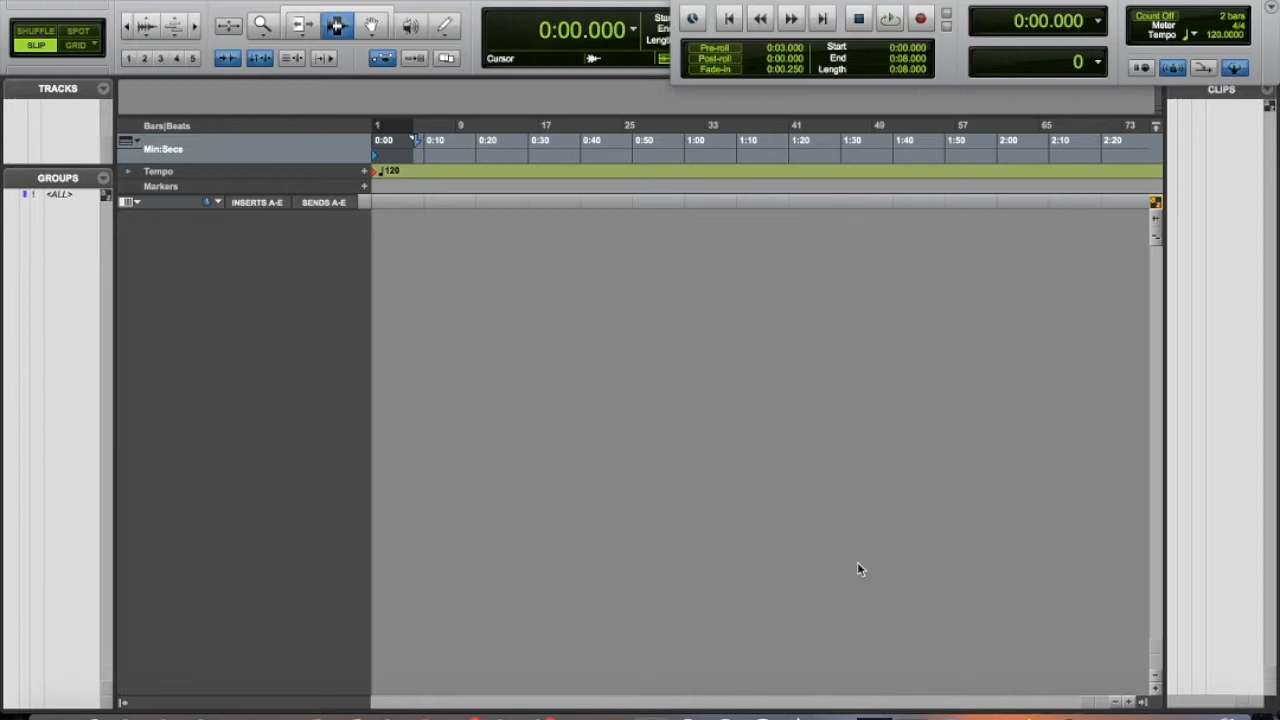 SHUFFLE SPOT
SLIP GRID
1 2 3 4 5
0:00.000
Cursor
Start
End
Length
Pre-roll 0:03.000
Post-roll 0:00.000
Fade-in 0:00.250
Start 0:00.000
End 0:08.000
Length 0:08.000
0:00.000
0
Count Off 2 bars
Meter 4/4
Tempo 120.0000
TRACKS
GROUPS
! <ALL>
CLIPS
Bars|Beats 1 9 17 25 33 41 49 57 65 73
Min:Secs 0:00 0:10 0:20 0:30 0:40 0:50 1:00 1:10 1:20 1:30 1:40 1:50 2:00 2:10 2:20
Tempo + 120
Markers +
INSERTS A-E SENDS A-E